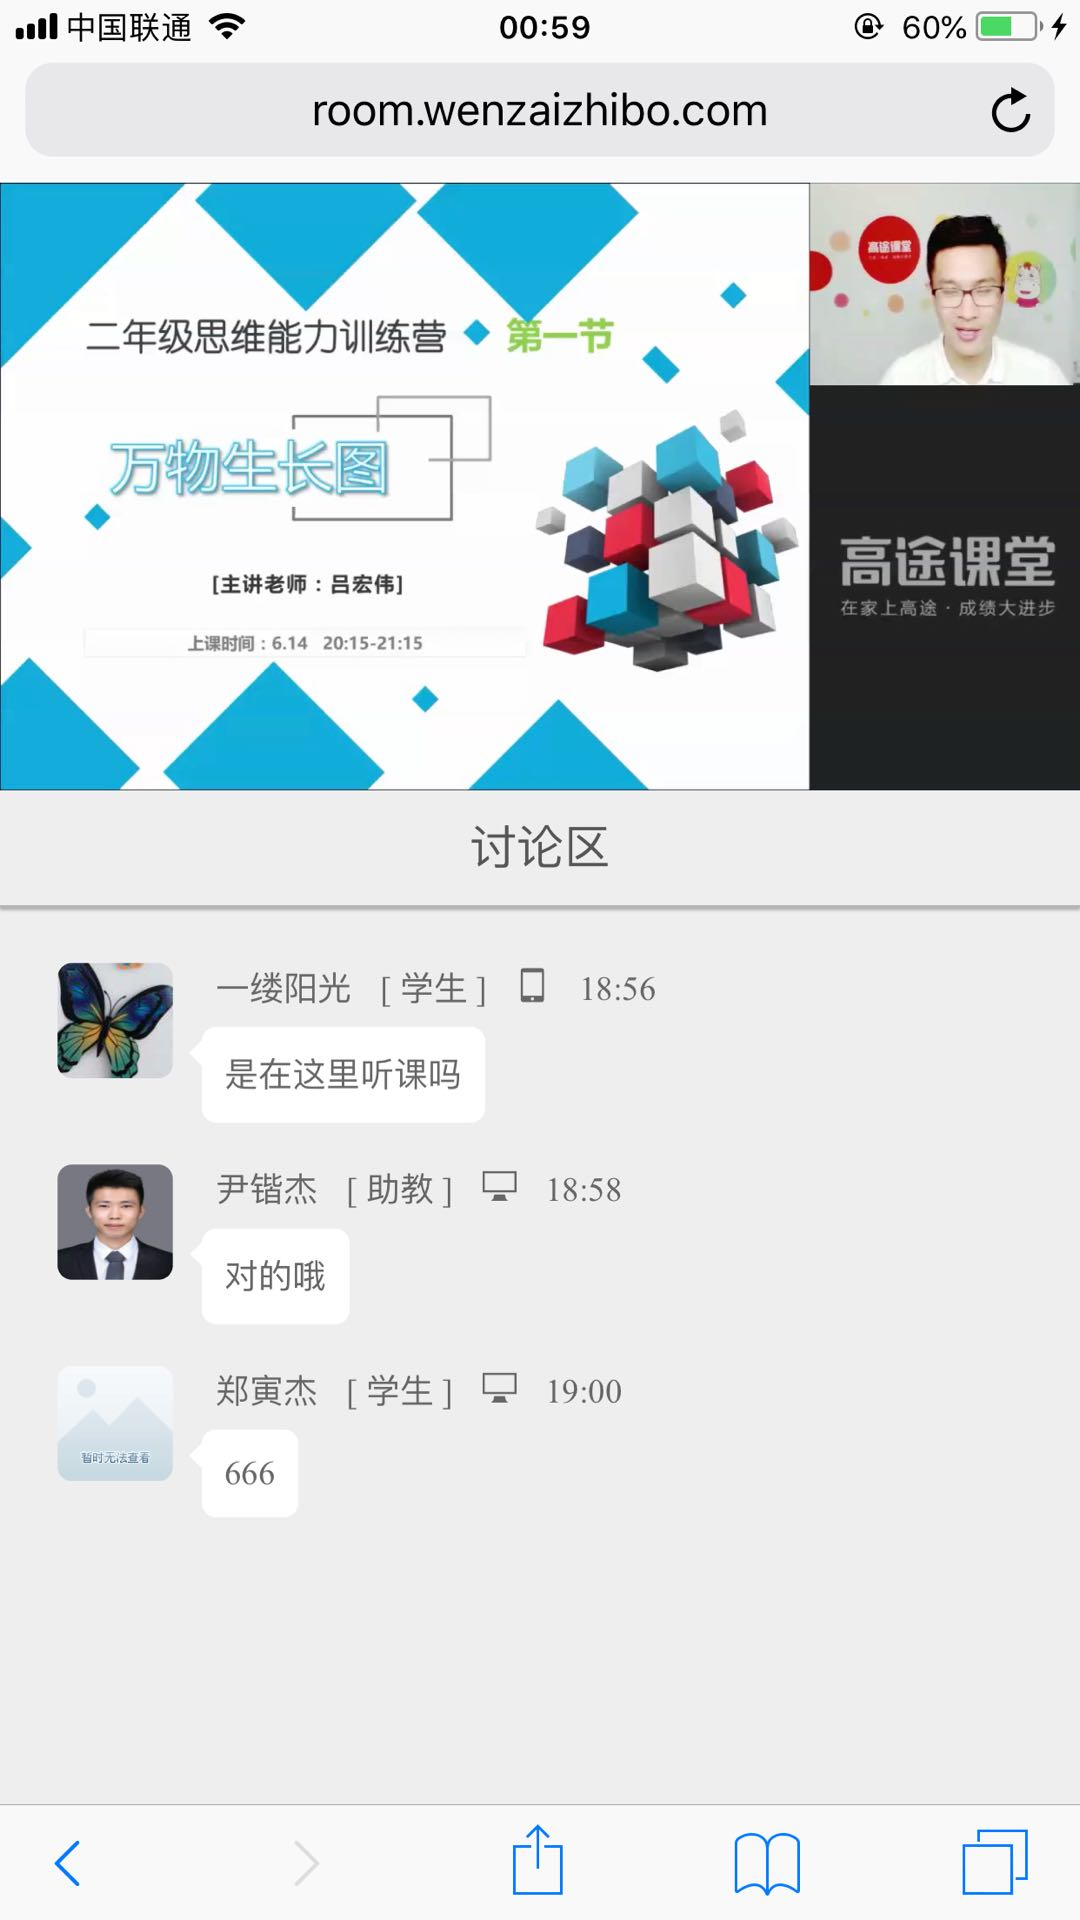 中国联通 00:59 60%
room.wenzaizhibo.com
高途课堂
二年级思维能力训练营 第一节
万物生长图
[主讲老师：吕宏伟]
上课时间：6.14 20:15-21:15
高途课堂
在家上高途·成绩大进步
讨论区
一缕阳光 [ 学生 ] 18:56
是在这里听课吗
尹锴杰 [ 助教 ] 18:58
对的哦
郑寅杰 [ 学生 ] 19:00
暂时无法查看
666